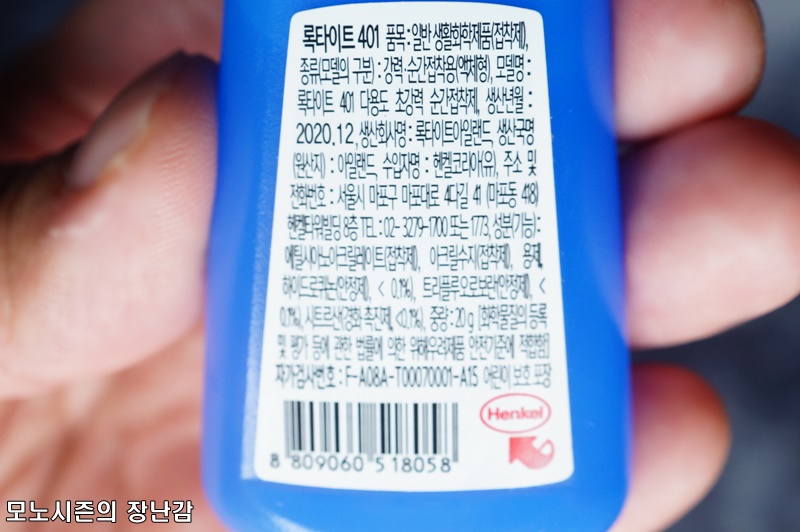 록타이트 401 품목 : 일반 생활화학제품(접착제),
종류(모델의 구분) : 강력·순간접착용(액체형), 모델명 :
록타이트 401 다용도 초강력 순간접착제, 생산년월 :
2020.12, 생산회사명 : 록타이트아일랜드, 생산국명
(원산지) : 아일랜드, 수입자명 : 헨켈코리아(유), 주소 및
전화번호 : 서울시 마포구 마포대로 4다길 41 (마포동 418)
헨켈타워빌딩 8층 TEL : 02- 3279-1700 또는 1773, 성분(기능) :
에틸시아노아크릴레이트(접착제), 아크릴수지(접착제), 용제,
하이드로퀴논(안정제), < 0.1%), 트리플루오로보란(안정제), <
0.1%), 시트르산(경화 촉진제, <0.1%), 중량 : 20 g [화학물질의 등록
및 평가 등에 관한 법률에 의한 위해우려제품 안전기준에 적합함]
자가검사번호 : F-A08A-T00070001-A15 어린이 보호 포장
Henkel
8 809060 518058
모노시즌의 장난감